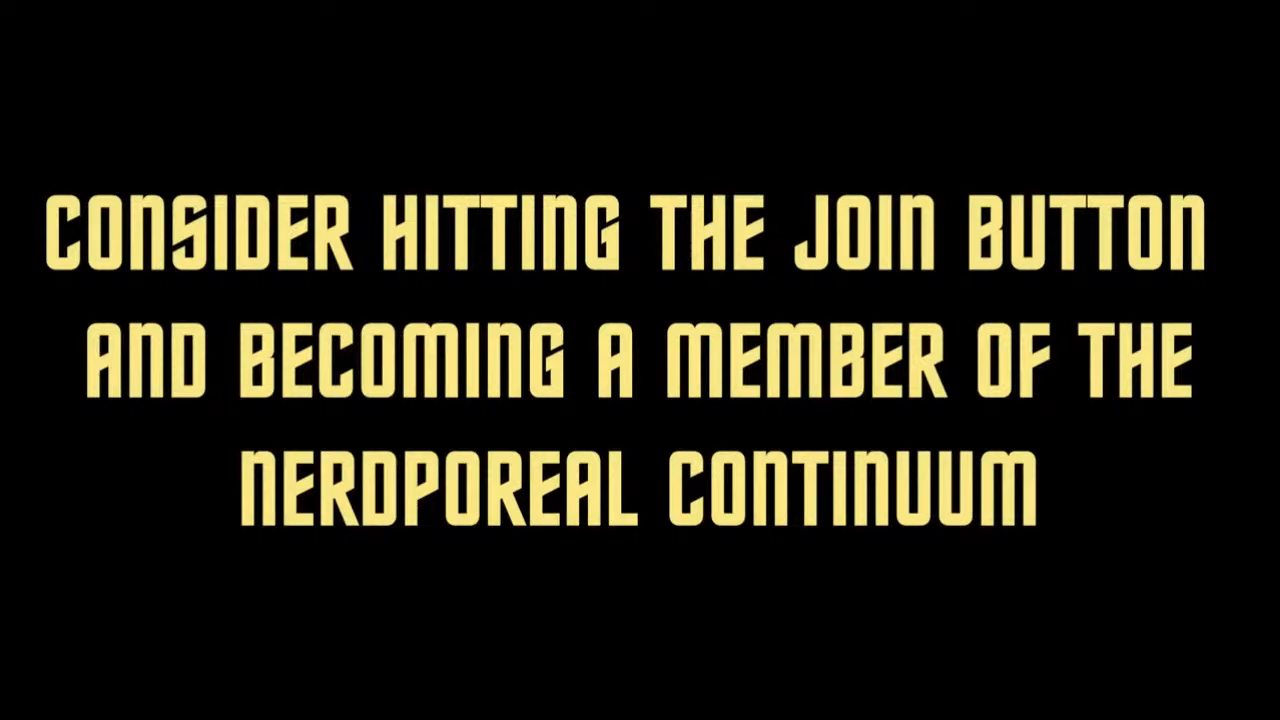 CONSIDER HITTING THE JOIN BUTTON
AND BECOMING A MEMBER OF THE
NERDPOREAL CONTINUUM